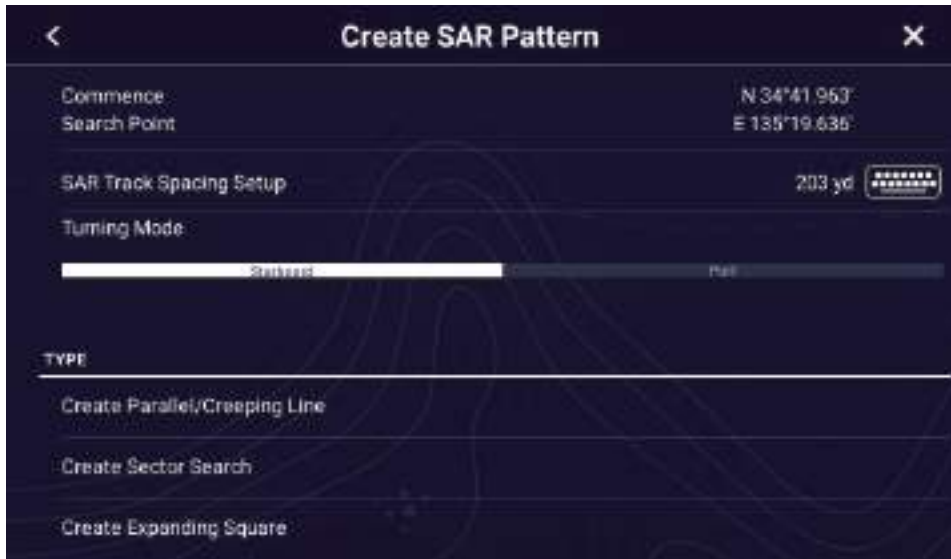 Create SAR Pattern
Commence
Search Point
N 34°41.963'
E 135°19.636'
SAR Track Spacing Setup
203 yd
Turning Mode
Starboard
Port
TYPE
Create Parallel/Creeping Line
Create Sector Search
Create Expanding Square